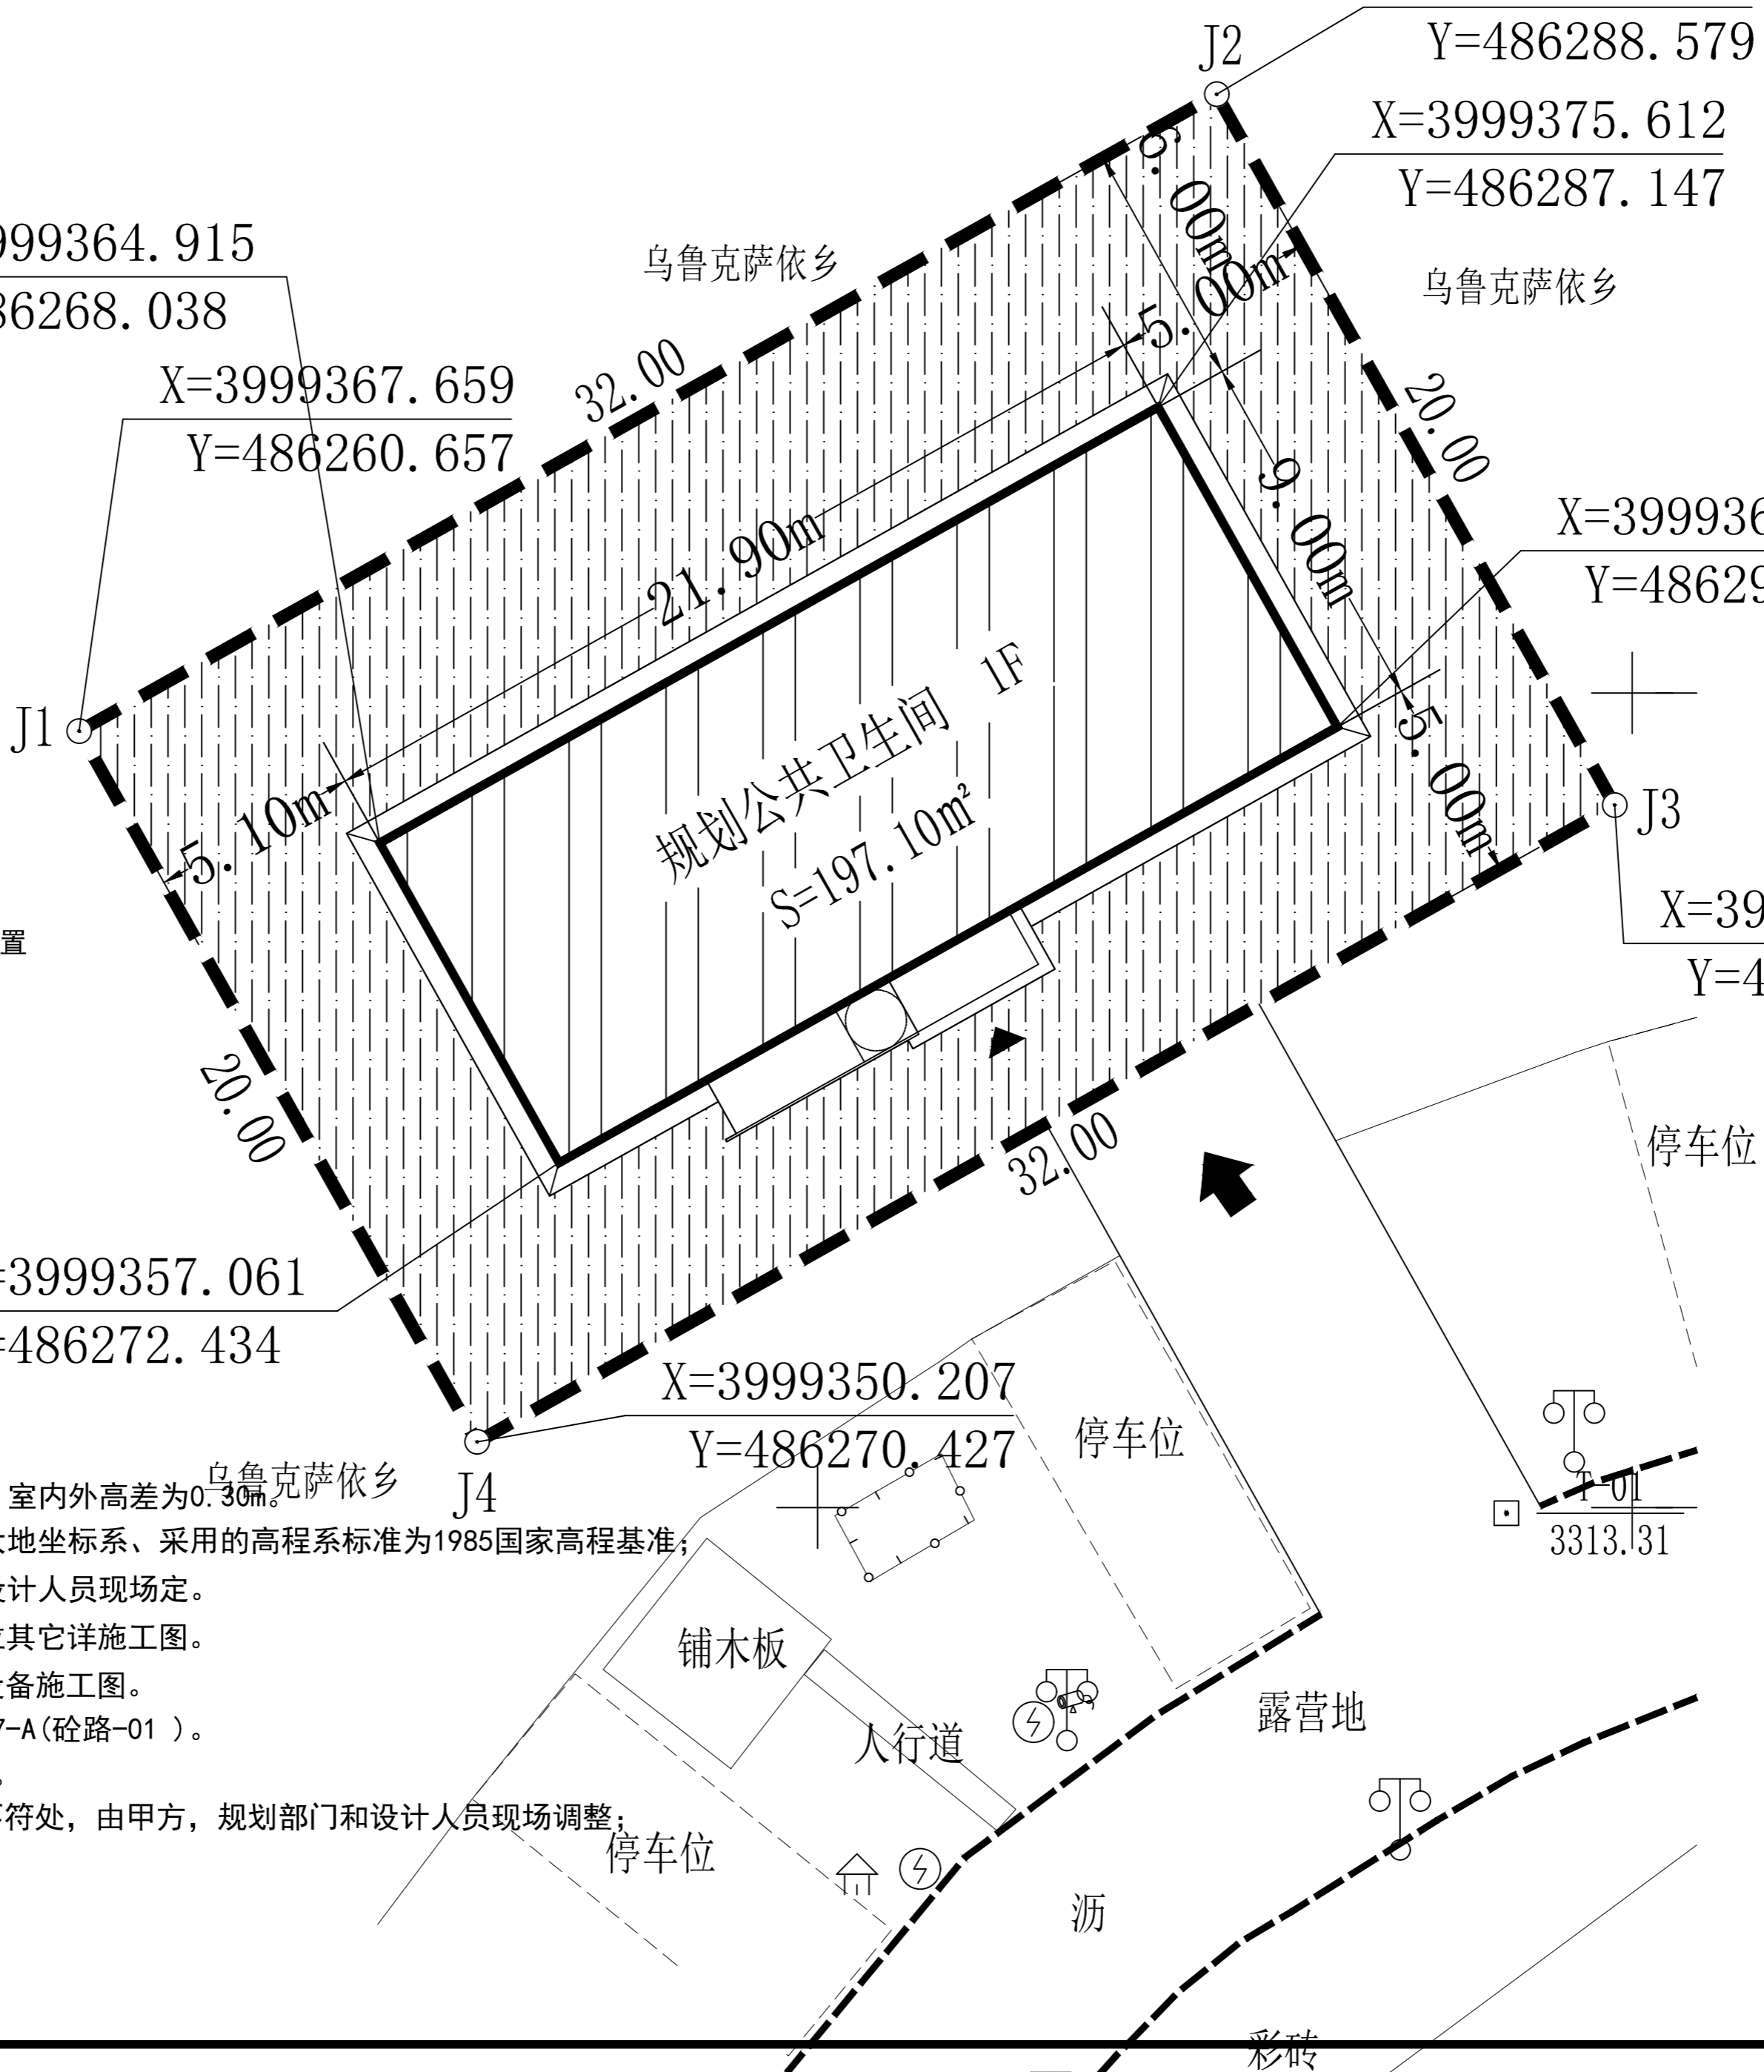 J2
Y=486288.579
X=3999375.612
Y=486287.147
999364.915
86268.038
乌鲁克萨依乡
乌鲁克萨依乡
X=3999367.659
Y=486260.657
32.00
5.00m
5.00m
20.00
21.90m
9.00m
X=399936
Y=48629
J1
5.10m
规划公共卫生间 1F
S=197.10m²
5.00m
J3
X=39
Y=4
置
20.00
32.00
停车位
=3999357.061
=486272.434
X=3999350.207
Y=486270.427
停车位
乌鲁克萨依乡
J4
室内外高差为0.30m。
大地坐标系、采用的高程系标准为1985国家高程基准;
设计人员现场定。
位其它详施工图。
设备施工图。
7-A(砼路-01 )。
。
不符处，由甲方，规划部门和设计人员现场调整;
T-01
3313.31
铺木板
人行道
露营地
停车位
沥
彩砖